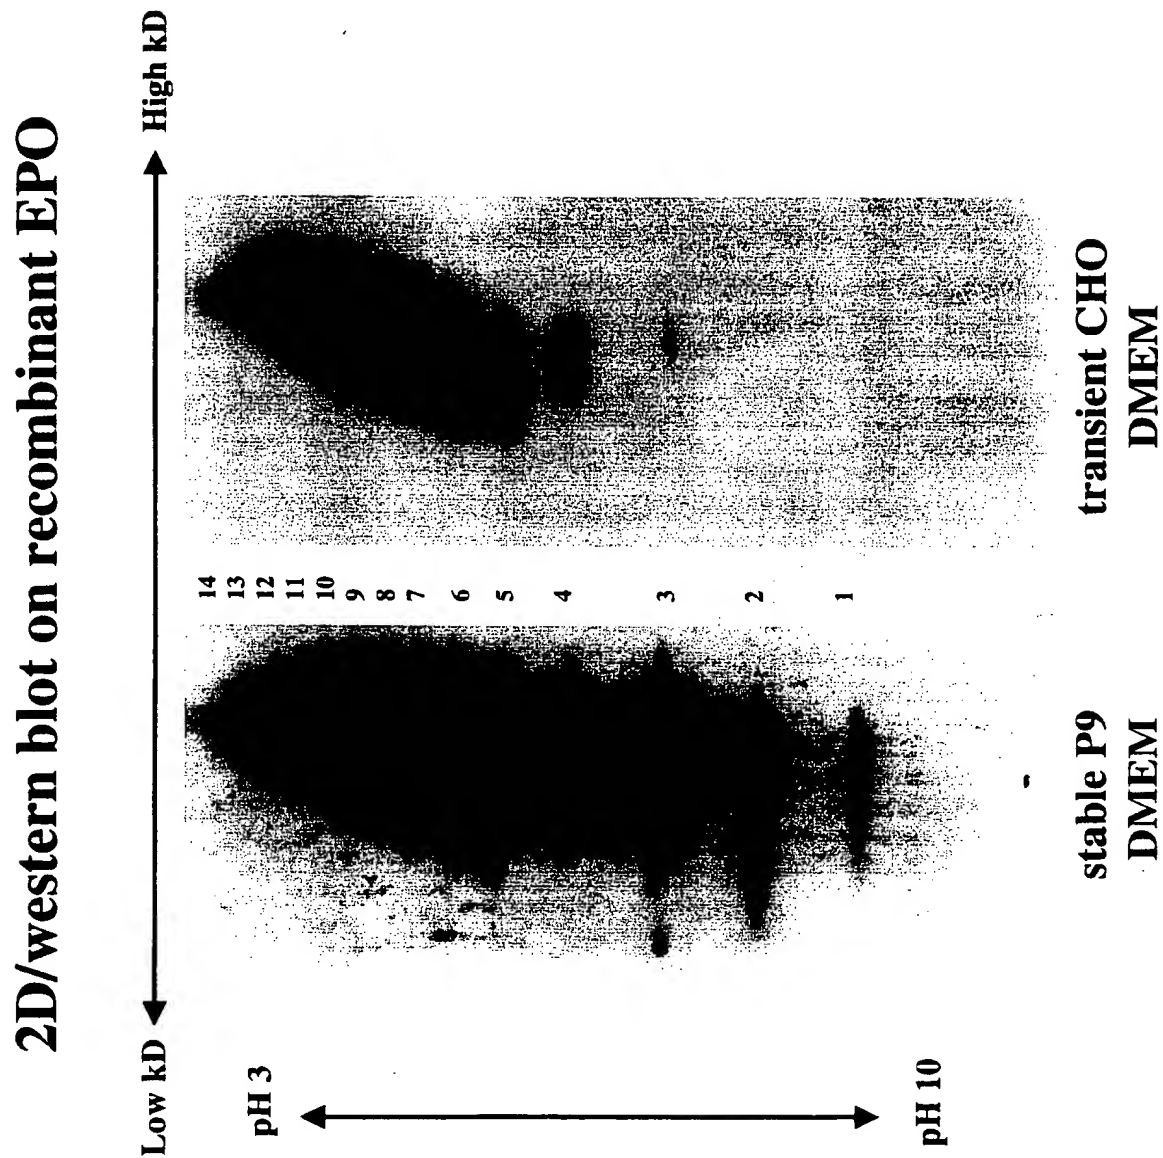 2D/western blot on recombinant EPO
Low kD
High kD
pH 3
pH 10
14
13
12
11
10
9
8
7
6
5
4
3
2
1
stable P9
DMEM
transient CHO
DMEM